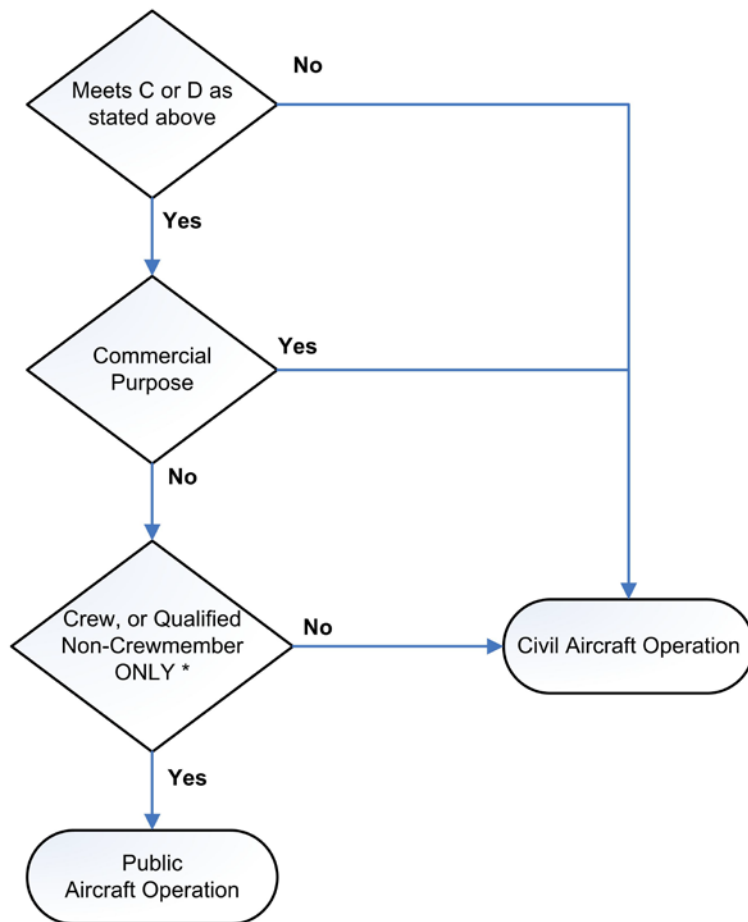 No
Meets C or D as
stated above
Yes
Commercial
Purpose
Yes
No
Crew, or Qualified
Non-Crewmember
ONLY *
No
Civil Aircraft Operation
Yes
Public
Aircraft Operation